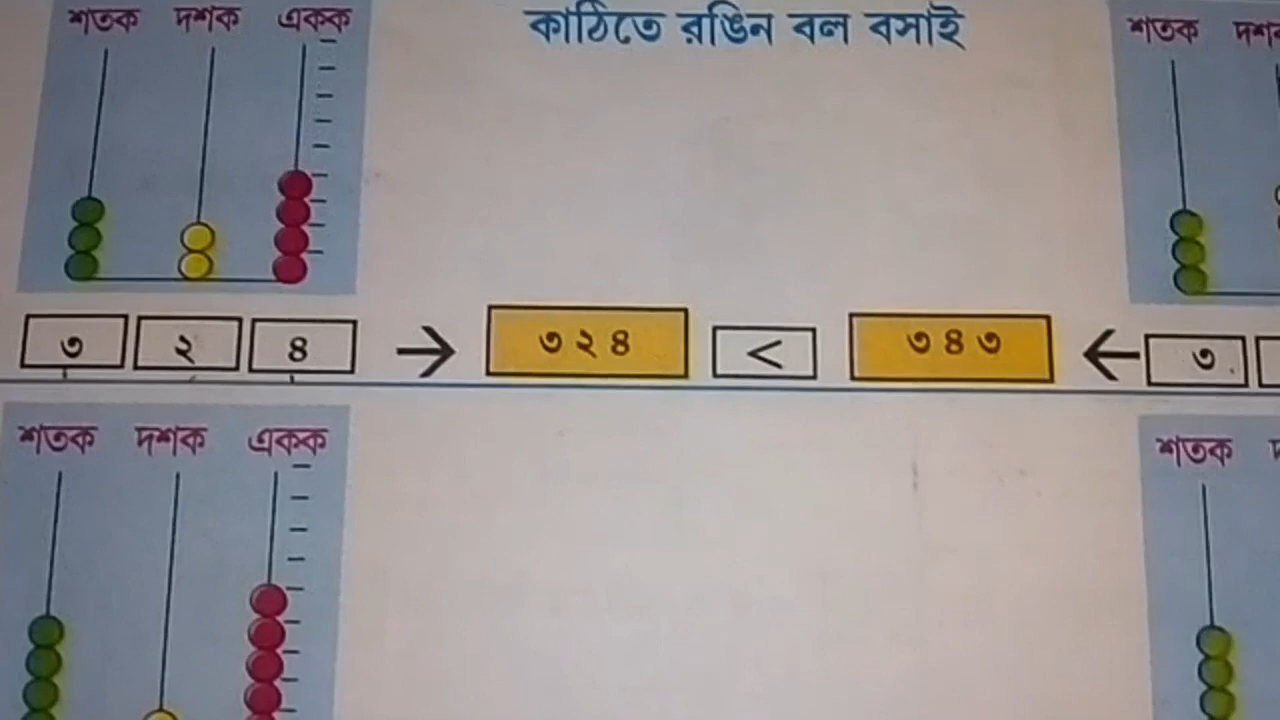 শতক দশক একক
কাঠিতে রঙিন বল বসাই
শতক
৩ ২ ৪ → ৩২৪ < ৩৪৩ ← ৩
শতক দশক একক
শতক